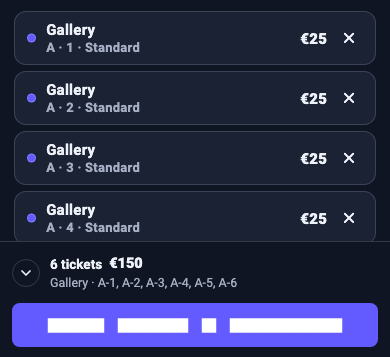 Gallery
A · 1 · Standard
€25
Gallery
A · 2 · Standard
€25
Gallery
A · 3 · Standard
€25
Gallery
A · 4 · Standard
€25
6 tickets €150
Gallery · A-1, A-2, A-3, A-4, A-5, A-6